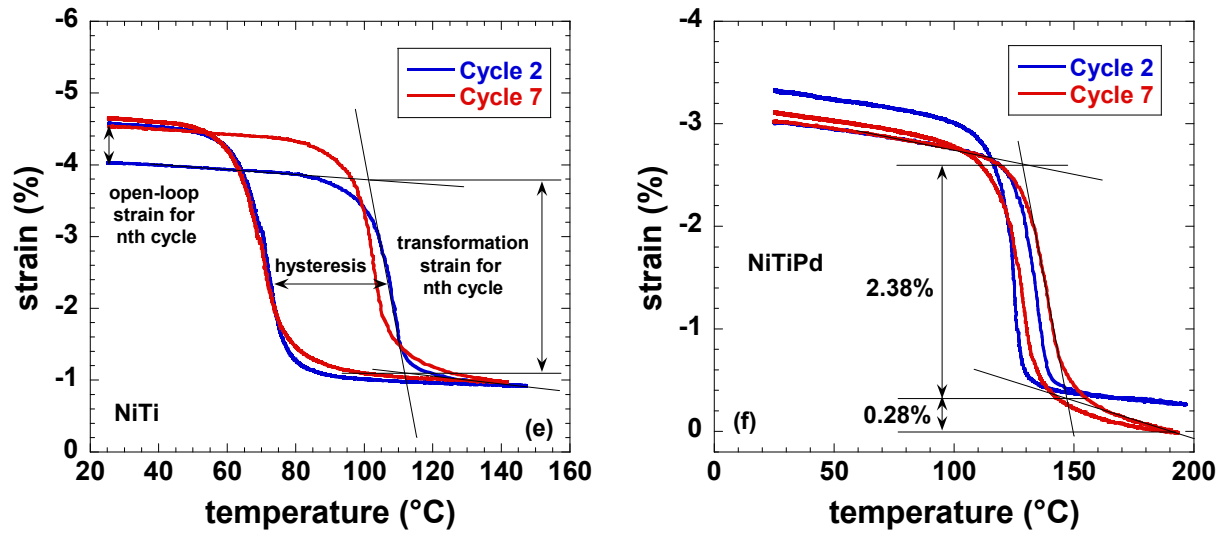 -6
-5
-4
-3
-2
-1
0
strain (%)
20 40 60 80 100 120 140 160
temperature (°C)
Cycle 2
Cycle 7
open-loop
strain for
nth cycle
hysteresis
transformation
strain for
nth cycle
NiTi
(e)
-4
-3
-2
-1
0
strain (%)
0 50 100 150 200
temperature (°C)
Cycle 2
Cycle 7
NiTiPd
2.38%
0.28%
(f)